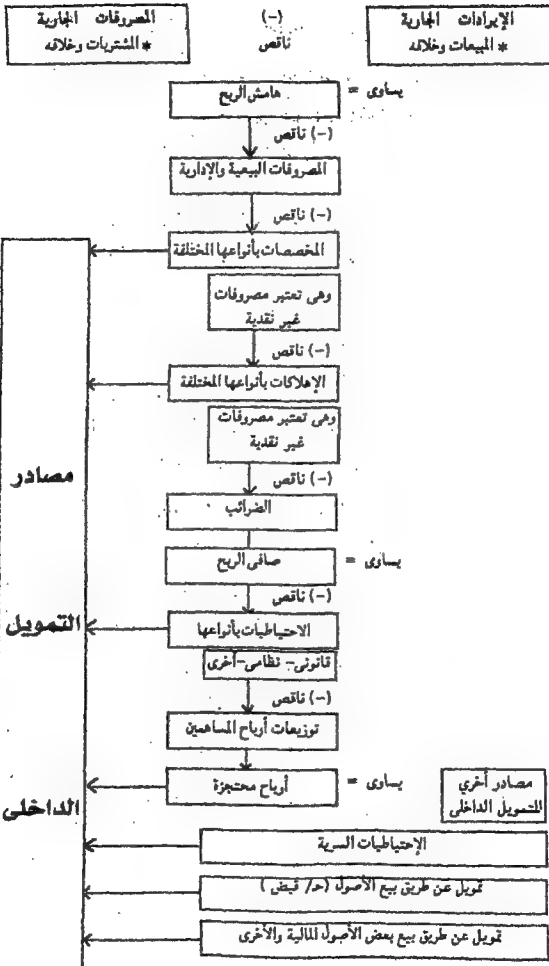 الإيرادات الجارية
* المبيعات وخلافه
(-)
ناقص
المصروفات الجارية
* المشتريات وخلافه
يساوى =
هامش الربح
(-) ناقص
المصروفات البيعية والإدارية
(-) ناقص
المخصصات بأنواعها المختلفة
وهى تعتبر مصروفات
غير نقدية
(-) ناقص
الإهلاكات بأنواعها المختلفة
وهى تعتبر مصروفات
غير نقدية
(-) ناقص
الضرائب
يساوى =
صافى الربح
(-) ناقص
الاحتياطيات بأنواعها
قانونى - نظامى - أخرى
(-) ناقص
توزيعات أرباح المساهمين
يساوى =
أرباح محتجزة
مصادر أخري
للتمويل الداخلى
الإحتياطيات السرية
تمويل عن طريق بيع الأصول (حـ/ قبض )
تمويل عن طريق بيع بعض الأصول المالية والأخرى
مصادر
التمويل
الداخلى